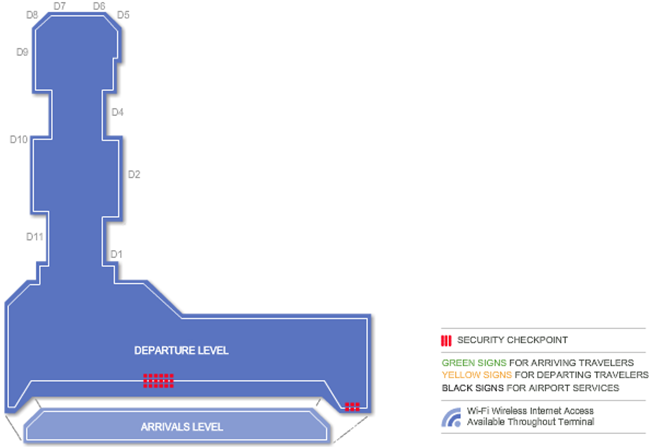 D7 D6
D8 D5
D9
D4
D10
D2
D11
D1
DEPARTURE LEVEL
ARRIVALS LEVEL
SECURITY CHECKPOINT
GREEN SIGNS FOR ARRIVING TRAVELERS
YELLOW SIGNS FOR DEPARTING TRAVELERS
BLACK SIGNS FOR AIRPORT SERVICES
Wi-Fi Wireless Internet Access
Available Throughout Terminal